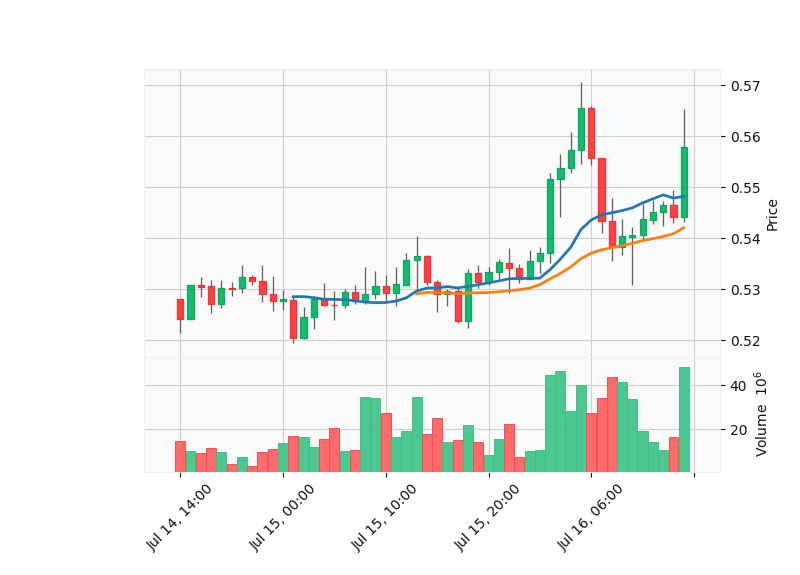 0.57
0.56
0.55
0.54
0.53
0.52
Price
40
20
Volume 10^6
Jul 14, 14:00
Jul 15, 00:00
Jul 15, 10:00
Jul 15, 20:00
Jul 16, 06:00